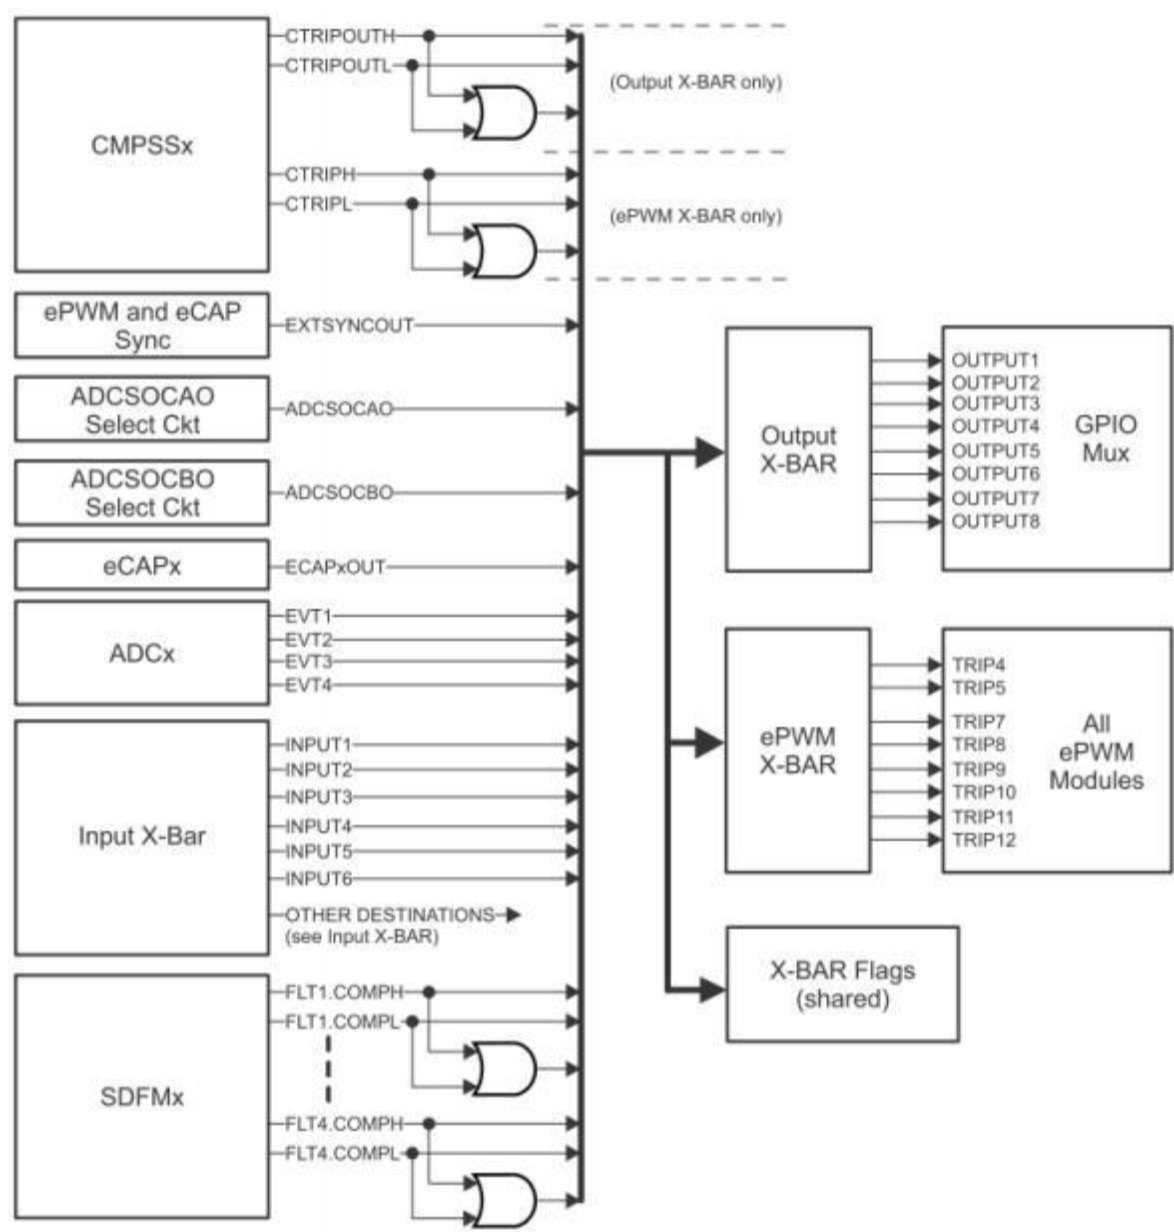 CMPSSx
CTRIPOUTH
CTRIPOUTL
CTRIPH
CTRIPL
(Output X-BAR only)
(ePWM X-BAR only)
ePWM and eCAP
Sync
EXTSYNCOUT
ADCSOCAO
Select Ckt
ADCSOCAO
ADCSOCBO
Select Ckt
ADCSOCBO
eCAPx
ECAPxOUT
ADCx
EVT1
EVT2
EVT3
EVT4
Input X-Bar
INPUT1
INPUT2
INPUT3
INPUT4
INPUT5
INPUT6
OTHER DESTINATIONS
(see Input X-BAR)
SDFMx
FLT1.COMPH
FLT1.COMPL
FLT4.COMPH
FLT4.COMPL
Output
X-BAR
OUTPUT1
OUTPUT2
OUTPUT3
OUTPUT4
OUTPUT5
OUTPUT6
OUTPUT7
OUTPUT8
GPIO
Mux
ePWM
X-BAR
TRIP4
TRIP5
TRIP7
TRIP8
TRIP9
TRIP10
TRIP11
TRIP12
All
ePWM
Modules
X-BAR Flags
(shared)